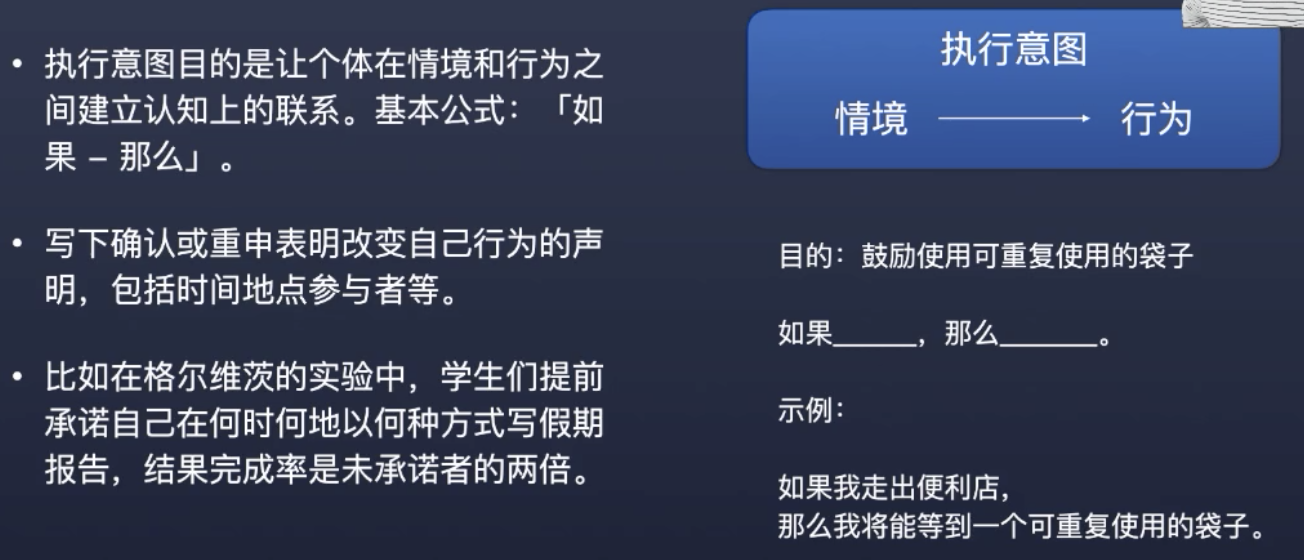 • 执行意图目的是让个体在情境和行为之
间建立认知上的联系。基本公式：「如
果 – 那么」。
• 写下确认或重申表明改变自己行为的声
明，包括时间地点参与者等。
• 比如在格尔维茨的实验中，学生们提前
承诺自己在何时何地以何种方式写假期
报告，结果完成率是未承诺者的两倍。
执行意图
情境 → 行为
目的：鼓励使用可重复使用的袋子
如果______，那么_______。
示例：
如果我走出便利店，
那么我将能等到一个可重复使用的袋子。